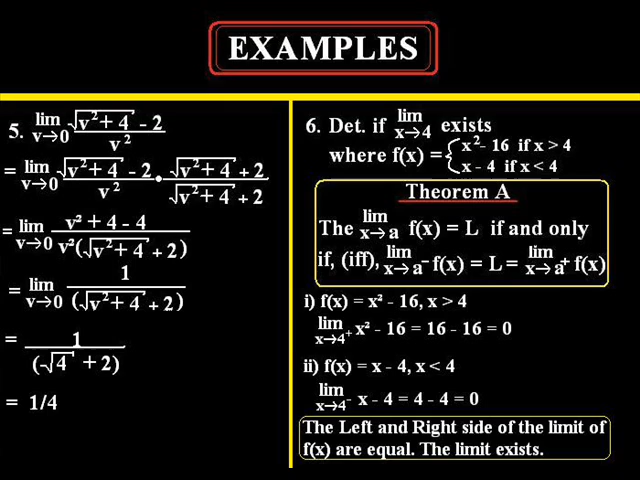 EXAMPLES
5. lim v→0 √(v²+4) - 2 / v²
= lim v→0 √(v²+4) - 2 / v² • √(v²+4) + 2 / √(v²+4) + 2
= lim v→0 v² + 4 - 4 / v²(√(v²+4) + 2)
= lim v→0 1 / (√(v²+4) + 2)
= 1 / (√4 + 2)
= 1/4
6. Det. if lim x→4 exists
where f(x) = { x² - 16 if x > 4
x - 4 if x < 4
Theorem A
The lim x→a f(x) = L if and only
if, (iff), lim x→a⁻ f(x) = L = lim x→a⁺ f(x)
i) f(x) = x² - 16, x > 4
lim x→4⁺ x² - 16 = 16 - 16 = 0
ii) f(x) = x - 4, x < 4
lim x→4⁻ x - 4 = 4 - 4 = 0
The Left and Right side of the limit of
f(x) are equal. The limit exists.